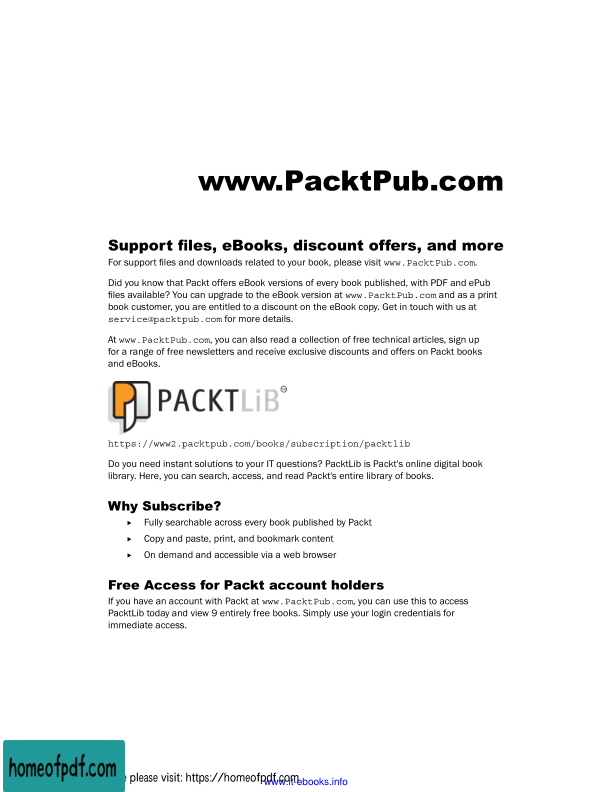 www.PacktPub.com
Support files, eBooks, discount offers, and more
For support files and downloads related to your book, please visit www.PacktPub.com.
Did you know that Packt offers eBook versions of every book published, with PDF and ePub
files available? You can upgrade to the eBook version at www.PacktPub.com and as a print
book customer, you are entitled to a discount on the eBook copy. Get in touch with us at
service@packtpub.com for more details.
At www.PacktPub.com, you can also read a collection of free technical articles, sign up
for a range of free newsletters and receive exclusive discounts and offers on Packt books
and eBooks.
PACKTLiB
https://www2.packtpub.com/books/subscription/packtlib
Do you need instant solutions to your IT questions? PacktLib is Packt's online digital book
library. Here, you can search, access, and read Packt's entire library of books.
Why Subscribe?
Fully searchable across every book published by Packt
Copy and paste, print, and bookmark content
On demand and accessible via a web browser
Free Access for Packt account holders
If you have an account with Packt at www.PacktPub.com, you can use this to access
PacktLib today and view 9 entirely free books. Simply use your login credentials for
immediate access.
homeofpdf.com
please visit: https://homeofpdf.com
www.it-ebooks.info